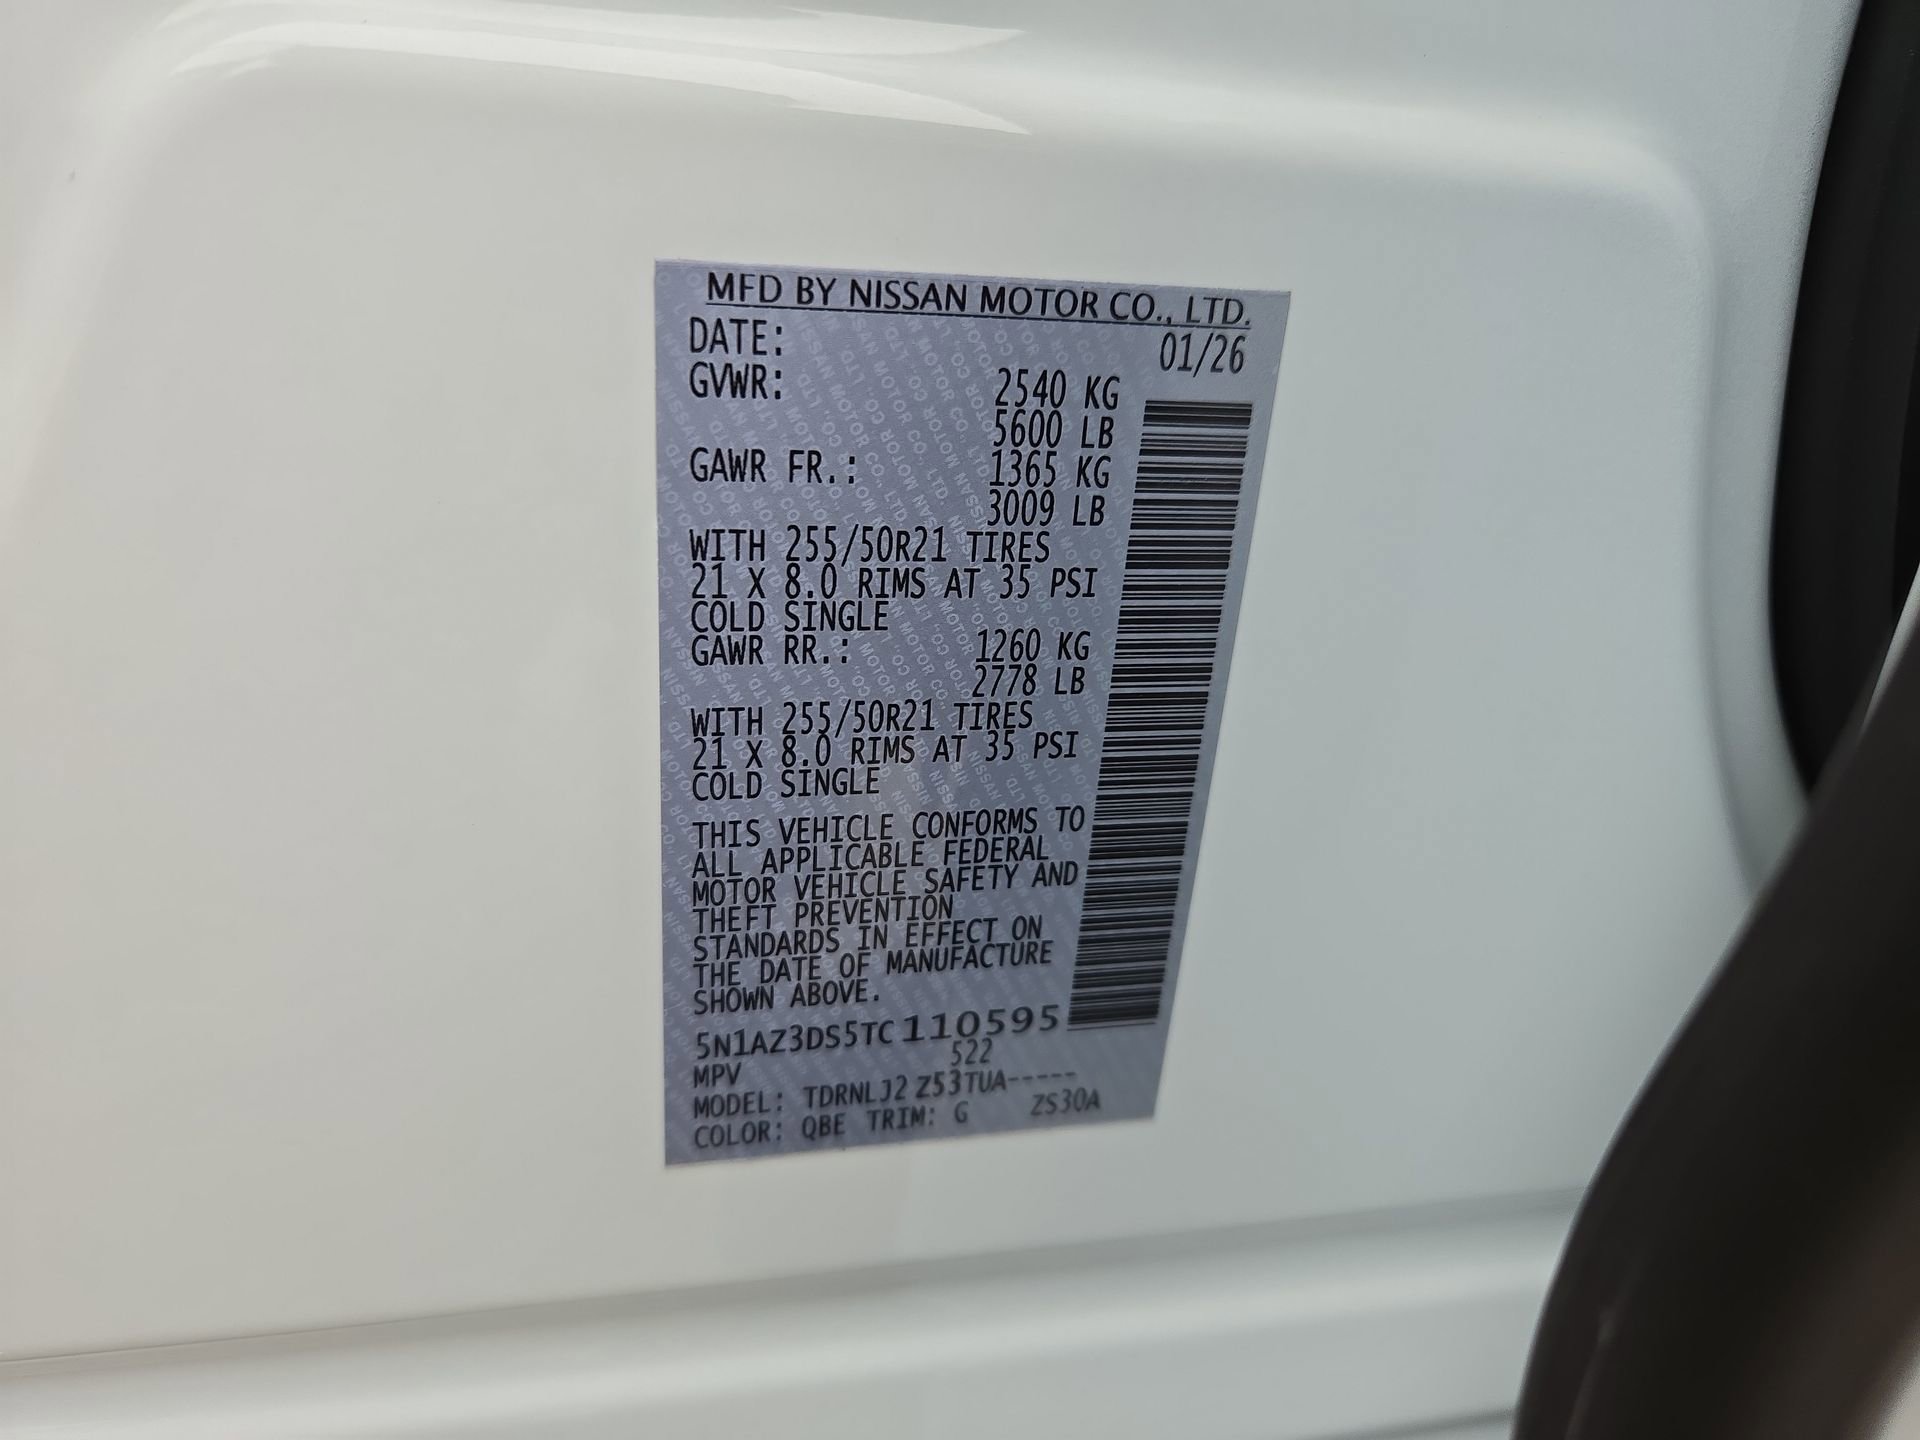 MFD BY NISSAN MOTOR CO., LTD.
DATE: 01/26
GVWR: 2540 KG
5600 LB
GAWR FR.: 1365 KG
3009 LB
WITH 255/50R21 TIRES
21 X 8.0 RIMS AT 35 PSI
COLD SINGLE
GAWR RR.: 1260 KG
2778 LB
WITH 255/50R21 TIRES
21 X 8.0 RIMS AT 35 PSI
COLD SINGLE
THIS VEHICLE CONFORMS TO
ALL APPLICABLE FEDERAL
MOTOR VEHICLE SAFETY AND
THEFT PREVENTION
STANDARDS IN EFFECT ON
THE DATE OF MANUFACTURE
SHOWN ABOVE.
5N1AZ3DS5TC110595
MPV 522
MODEL: TDRNLJ2 Z53TUA-----
COLOR: QBE TRIM: G ZS30A